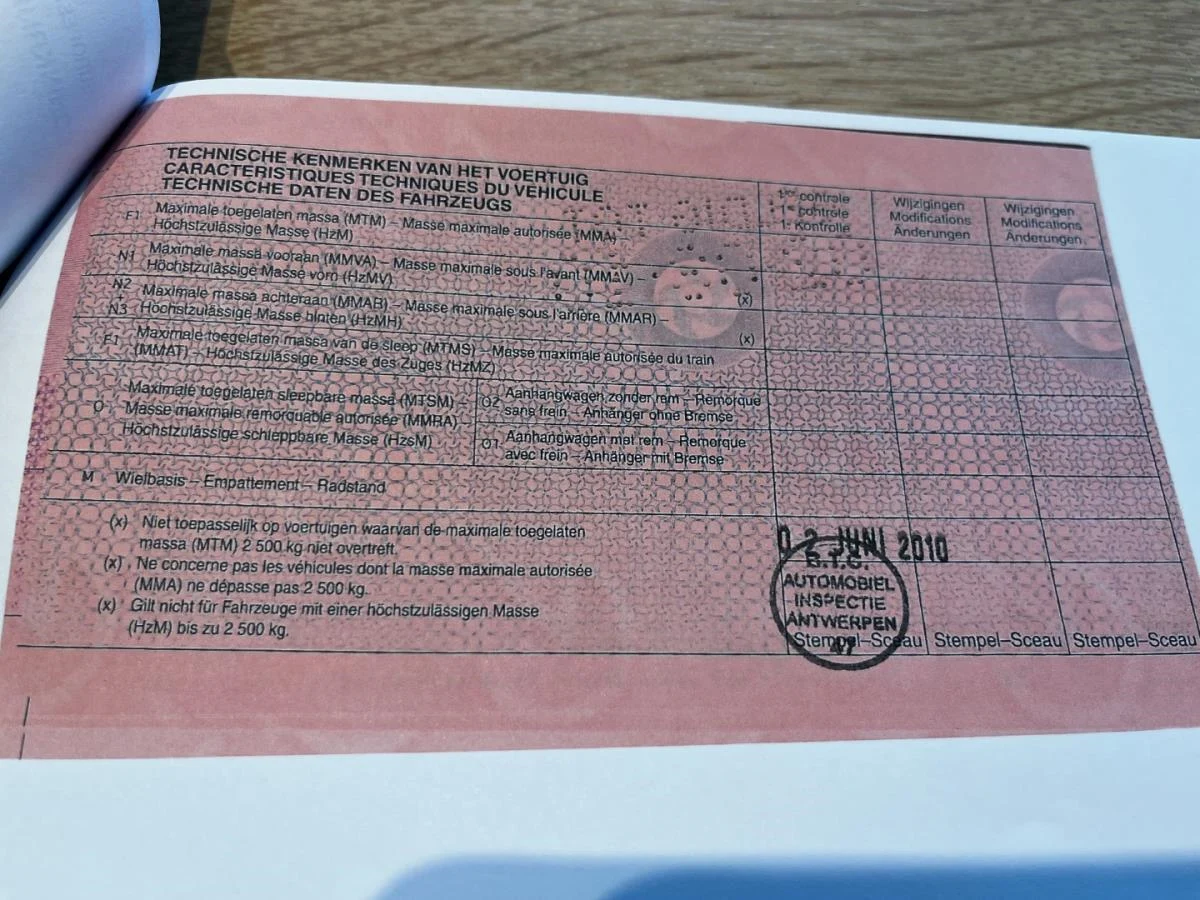 TECHNISCHE KENMERKEN VAN HET VOERTUIG
CARACTERISTIQUES TECHNIQUES DU VEHICULE
TECHNISCHE DATEN DES FAHRZEUGS
controle
1e contrôle
1. Kontrolle
Wijzigingen
Modifications
Änderungen
Wijzigingen
Modifications
Änderungen
F1 Maximale toegelaten massa (MTM) – Masse maximale autorisée (MMA) –
Höchstzulässige Masse (HzM)
N1 Maximale massa vooraan (MMVA) – Masse maximale sous l'avant (MMAV) –
Höchstzulässige Masse vorn (HzMV) (x)
N2 + N3 Maximale massa achteraan (MMAR) – Masse maximale sous l'arrière (MMAR) –
Höchstzulässige Masse hinten (HzMH) (x)
F1 Maximale toegelaten massa van de sleep (MTMS) – Masse maximale autorisée du train
(MMAT) – Höchstzulässige Masse des Zuges (HzMZ)
O Maximale toegelaten sleepbare massa (MTSM) –
Masse maximale remorquable autorisée (MMRA) –
Höchstzulässige schleppbare Masse (HzsM)
O2 Aanhangwagen zonder rem – Remorque
sans frein – Anhänger ohne Bremse
O1 Aanhangwagen met rem – Remorque
avec frein – Anhänger mit Bremse
M Wielbasis – Empattement – Radstand
(x) Niet toepasselijk op voertuigen waarvan de maximale toegelaten
massa (MTM) 2 500 kg niet overtreft.
(x) Ne concerne pas les véhicules dont la masse maximale autorisée
(MMA) ne dépasse pas 2 500 kg.
(x) Gilt nicht für Fahrzeuge mit einer höchstzulässigen Masse
(HzM) bis zu 2 500 kg.
0 2 JUNI 2010
AUTOMOBIEL
INSPECTIE
ANTWERPEN
47
Stempel–Sceau Stempel–Sceau Stempel–Sceau